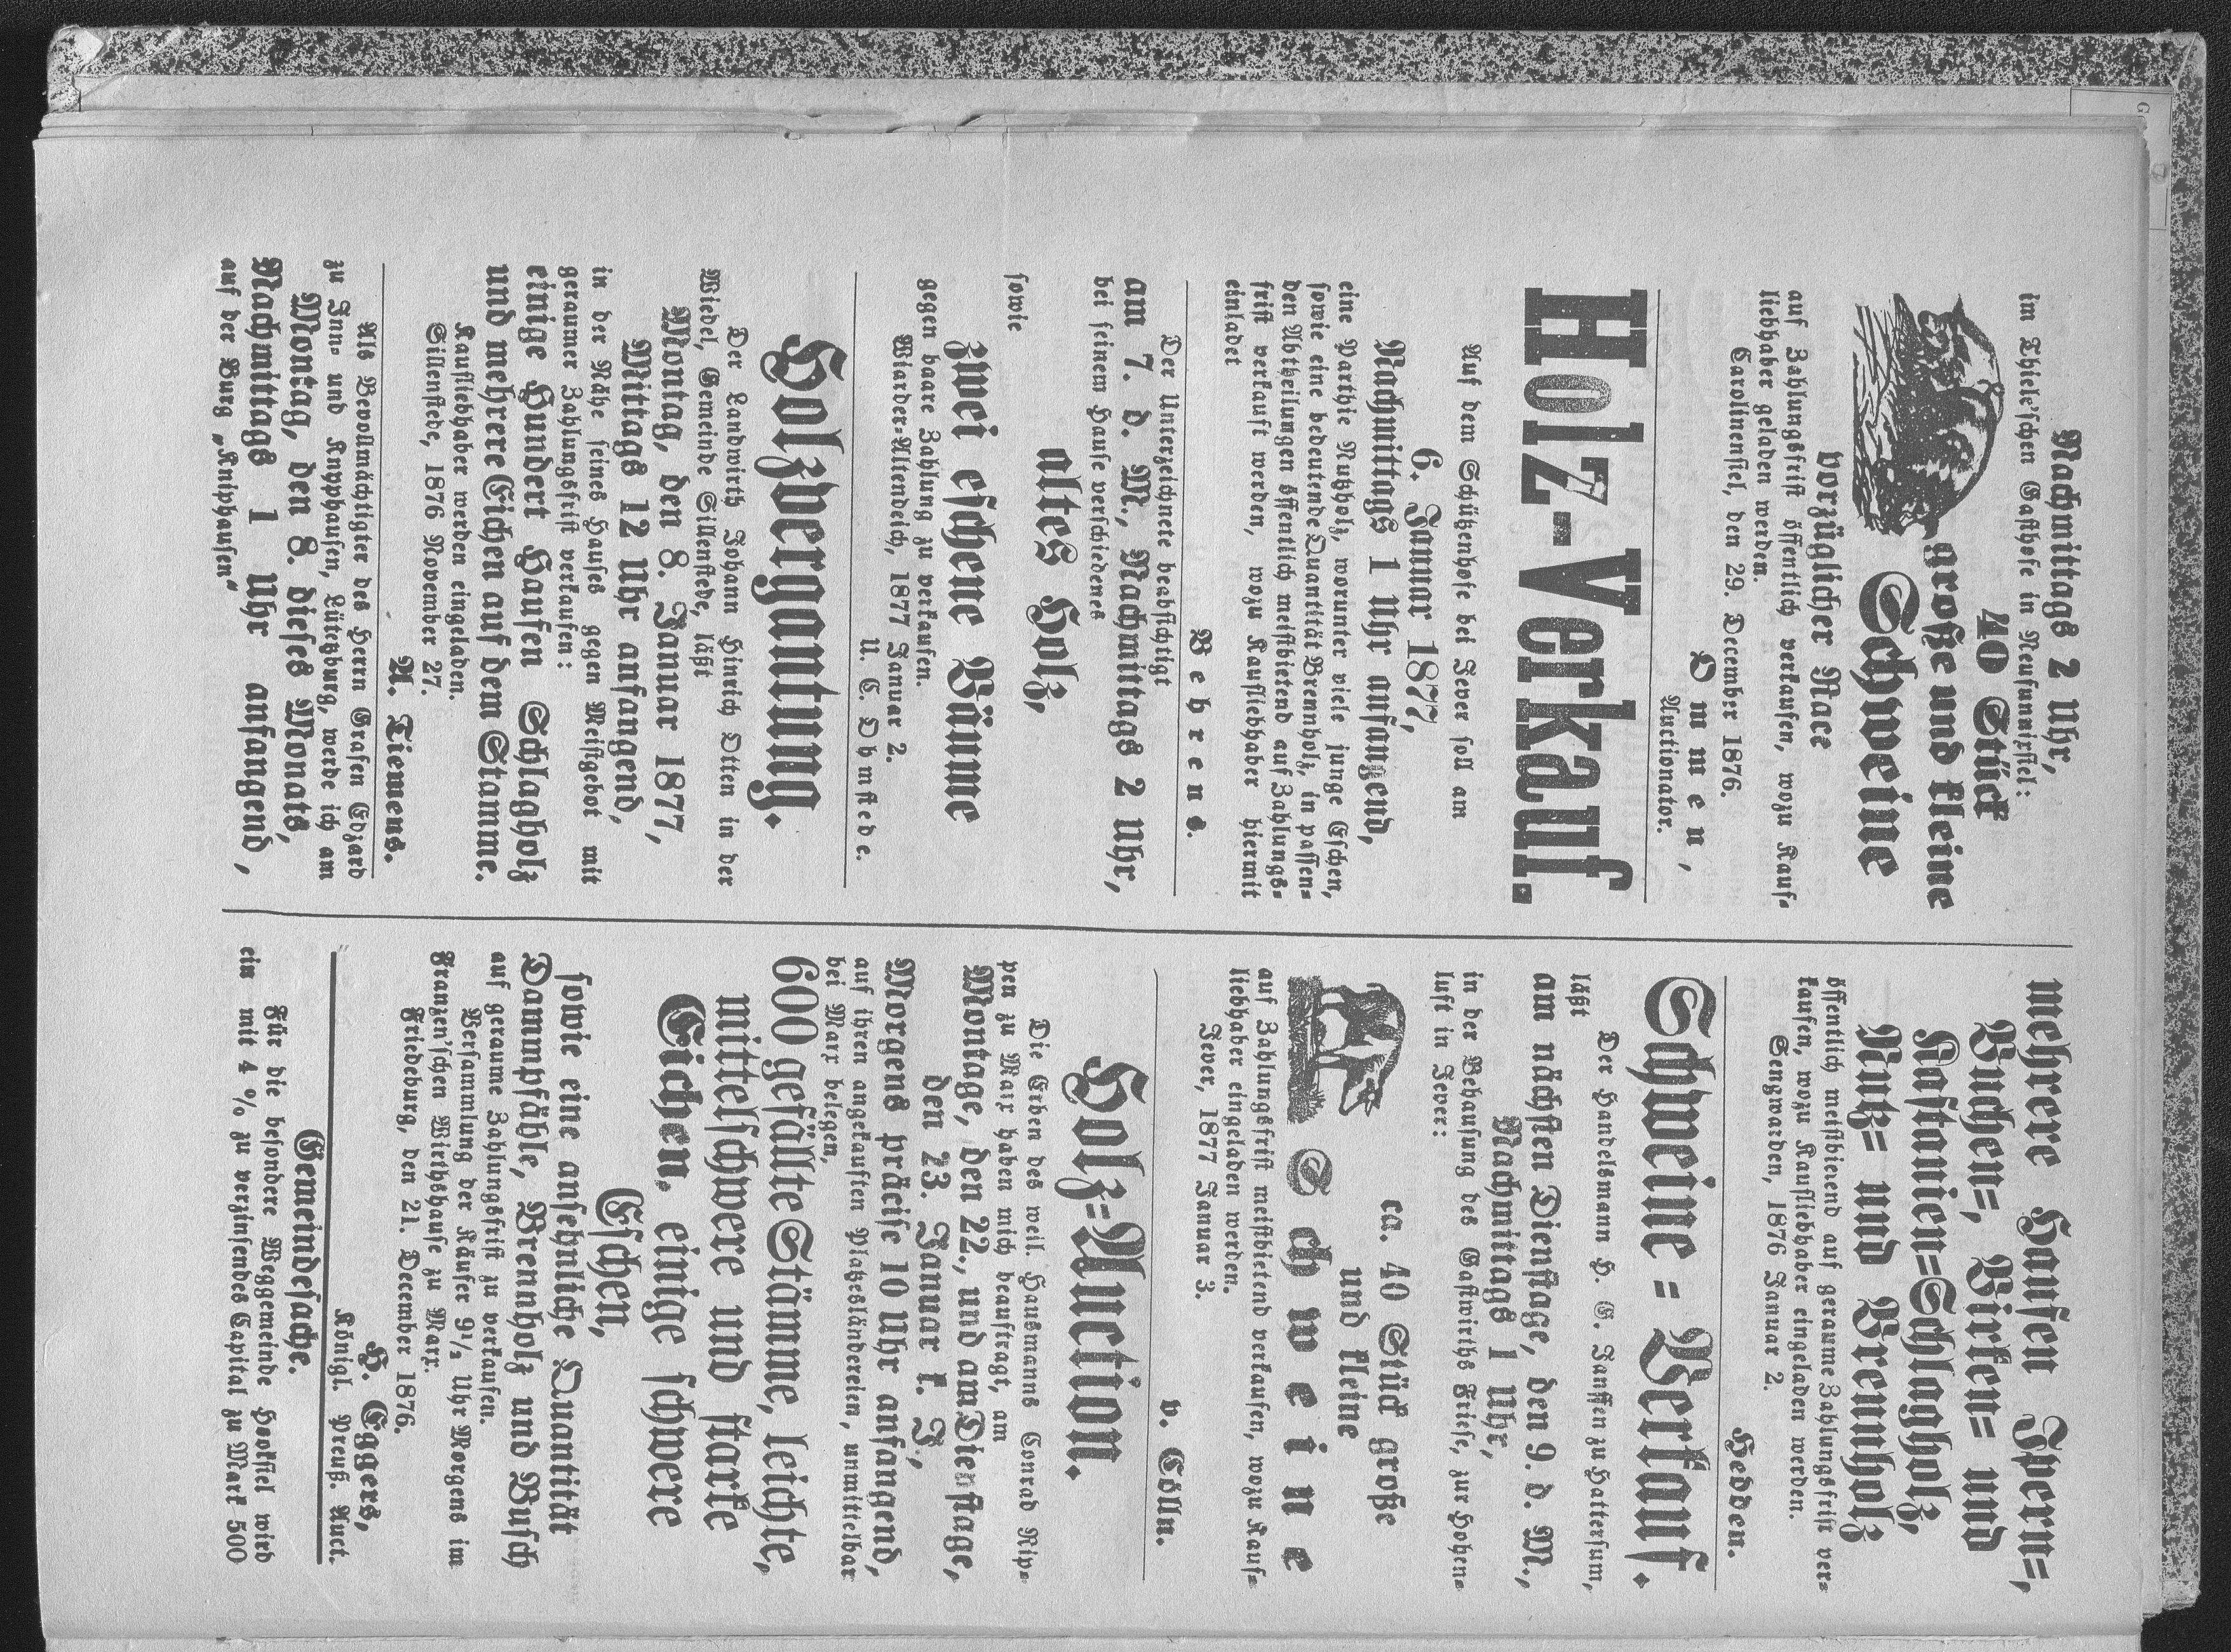 Nachmittags 2 Uhr,
im Thiele'schen Gasthofe in Neufunnixsiel:
40 Stück
große und kleine
Schweine
vorzüglicher Race
auf Zahlungsfrist öffentlich verkaufen, wozu Kauf-
liebhaber geladen werden.
Carolinensiel, den 29. December 1876.
Ommen,
Auctionator.
Holz-Verkauf.
Auf dem Schützenhofe bei Jever soll am
6. Januar 1877,
Nachmittags 1 Uhr anfangend,
eine Parthie Nutzholz, worunter viele junge Eschen,
sowie eine bedeutende Quantität Brennholz, in passen-
den Abtheilungen öffentlich meistbietend auf Zahlungs-
frist verkauft werden, wozu Kaufliebhaber hiermit
einladet
Behrens.
Der Unterzeichnete beabsichtigt
am 7. d. M., Nachmittags 2 Uhr,
bei seinem Hause verschiedenes
altes Holz,
sowie
zwei eschene Bäume
gegen baare Zahlung zu verkaufen.
Wiarder-Altendeich, 1877 Januar 2.
U. C. Ohmstede.
Holzvergantung.
Der Landwirth Johann Hinrich Otten in der
Wiedel, Gemeinde Sillenstede, läßt
Montag, den 8. Januar 1877,
Mittags 12 Uhr anfangend,
in der Nähe seines Hauses gegen Meistgebot mit
geraumer Zahlungsfrist verkaufen:
einige Hundert Haufen Schlagholz
und mehrere Eichen auf dem Stamme.
Kaufliebhaber werden eingeladen.
Sillenstede, 1876 November 27.
A. Tiemens.
Als Bevollmächtigter des Herrn Grafen Edzard
zu Inn- und Knyphausen, Lütetsburg, werde ich am
Montag, den 8. dieses Monats,
Nachmittags 1 Uhr anfangend,
auf der Burg „Kniphausen“
mehrere Haufen Ipern=,
Buchen=, Birken= und
Kastanien=Schlagholz,
Nutz= und Brennholz
öffentlich meistbietend auf geraume Zahlungsfrist ver-
kaufen, wozu Kaufliebhaber eingeladen werden.
Sengwarden, 1876 Januar 2.
Hedden.
Schweine = Verkauf.
Der Handelsmann H. G. Janssen zu Hattersum,
läßt
am nächsten Dienstage, den 9. d. M.,
Nachmittags 1 Uhr,
in der Behausung des Gastwirths Friese, zur Hohen-
luft in Jever:
ca. 40 Stück große
und kleine
Schweine
auf Zahlungsfrist meistbietend verkaufen, wozu Kauf-
liebhaber eingeladen werden.
Jever, 1877 Januar 3.
v. Cölln.
Holz=Auction.
Die Erben des weil. Hausmanns Conrad Rip-
pen zu Marx haben mich beauftragt, am
Montage, den 22., und am Dienstage,
den 23. Januar k. J.,
Morgens präcise 10 Uhr anfangend,
auf ihren angekauften Platzesländereien, unmittelbar
bei Marx belegen,
600 gefällte Stämme, leichte,
mittelschwere und starke
Eichen, einige schwere
Eschen,
sowie eine ansehnliche Quantität
Dammpfähle, Brennholz und Busch
auf geraume Zahlungsfrist zu verkaufen.
Versammlung der Käufer 9½ Uhr Morgens im
Franzen'schen Wirthshause zu Marx.
Friedeburg, den 21. December 1876.
H. Eggers,
Königl. Preuß. Auct.
Gemeindesache.
Für die besondere Weggemeinde Hooksiel wird
ein mit 4 % zu verzinsendes Capital zu Mark 500